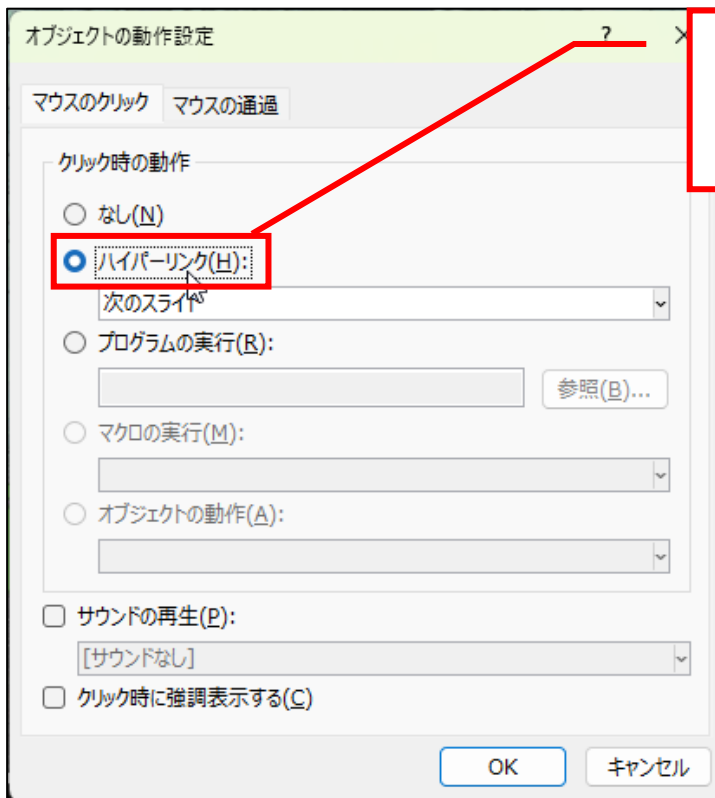 オブジェクトの動作設定 ? ×
マウスのクリック マウスの通過
クリック時の動作
なし(N)
ハイパーリンク(H):
次のスライド
プログラムの実行(R):
参照(B)...
マクロの実行(M):
オブジェクトの動作(A):
サウンドの再生(P):
[サウンドなし]
クリック時に強調表示する(C)
OK キャンセル